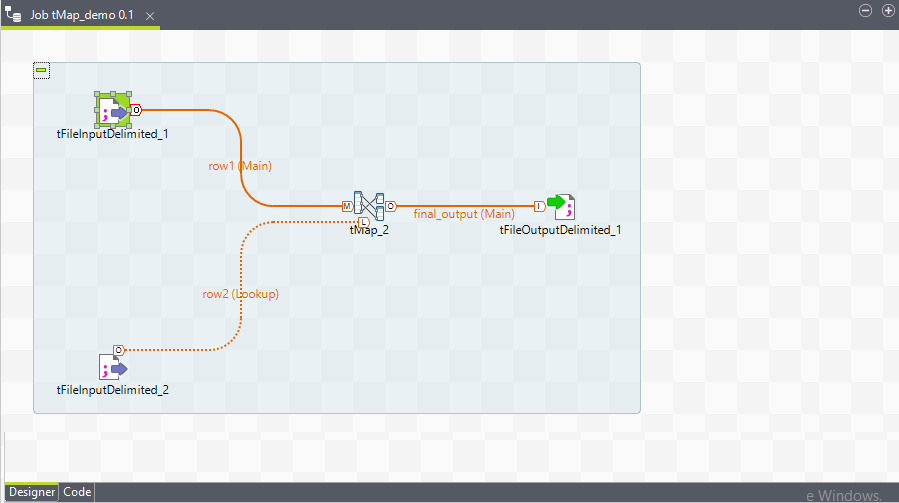 Job tMap_demo 0.1
O
tFileInputDelimited_1
row1 (Main)
M
O
I
final_output (Main)
L
tMap_2
tFileOutputDelimited_1
row2 (Lookup)
O
tFileInputDelimited_2
Designer
Code
e Windows.